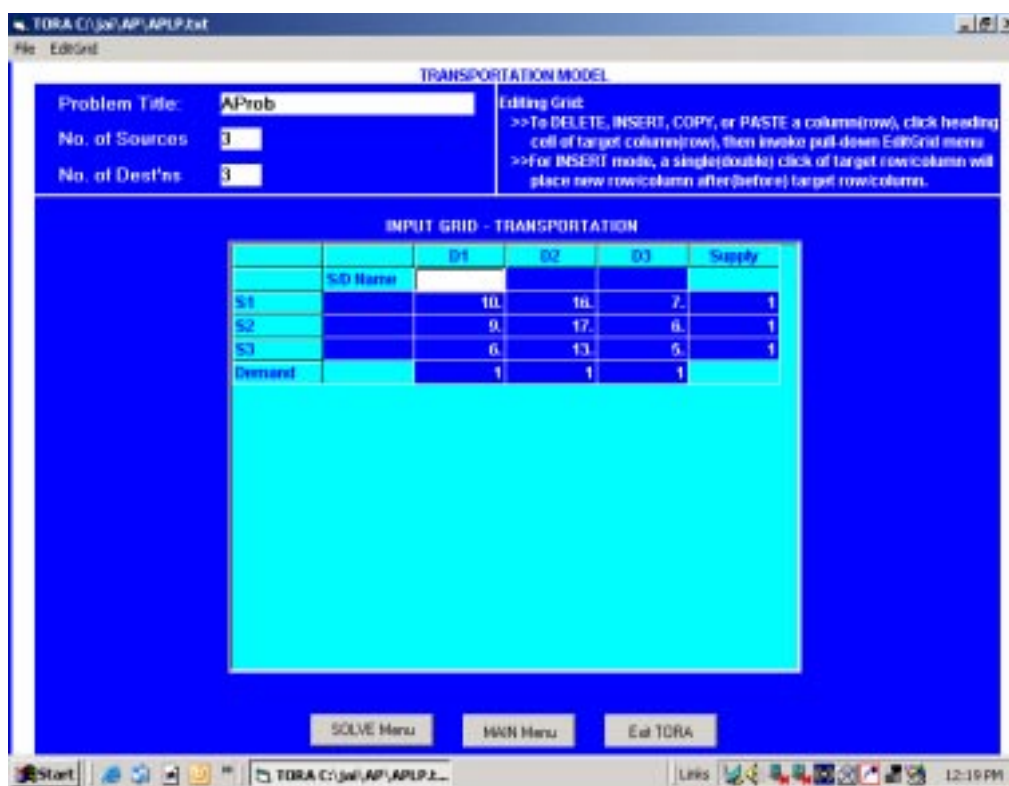 TORA C:\jai\AP\APLP.txt
File EditGrid
TRANSPORTATION MODEL
Problem Title: AProb
No. of Sources 3
No. of Dest'ns 3
Editing Grid:
>>To DELETE, INSERT, COPY, or PASTE a column(row), click heading
cell of target column(row), then invoke pull-down EditGrid menu
>>For INSERT mode, a single(double) click of target row/column will
place new row/column after(before) target row/column.
INPUT GRID - TRANSPORTATION
D1 D2 D3 Supply
S/D Name
S1 10. 16. 7. 1
S2 9. 17. 6. 1
S3 6. 13. 5. 1
Demand 1 1 1
SOLVE Menu MAIN Menu Exit TORA
Start TORA C:\jai\AP\APLP.t... Links 12:19 PM